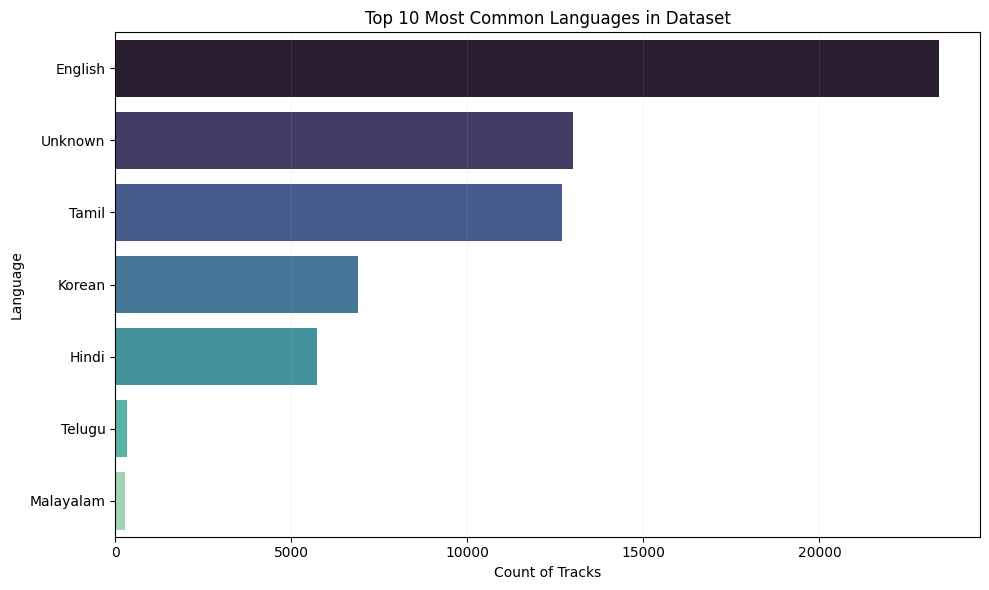 Top 10 Most Common Languages in Dataset
Language
English
Unknown
Tamil
Korean
Hindi
Telugu
Malayalam
0 5000 10000 15000 20000
Count of Tracks